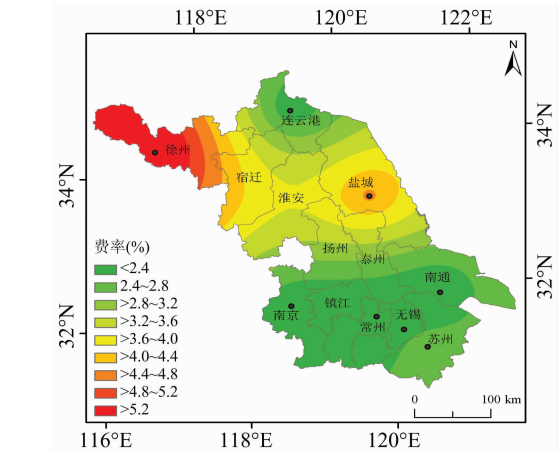 118°E 120°E 122°E
N
34°N
连云港
徐州
34°N
宿迁
盐城
淮安
扬州
泰州
费率(%)
<2.4
2.4~2.8
>2.8~3.2
>3.2~3.6
>3.6~4.0
>4.0~4.4
>4.4~4.8
>4.8~5.2
>5.2
32°N
南通
镇江
南京
常州
无锡
苏州
32°N
0 100 km
116°E 118°E 120°E